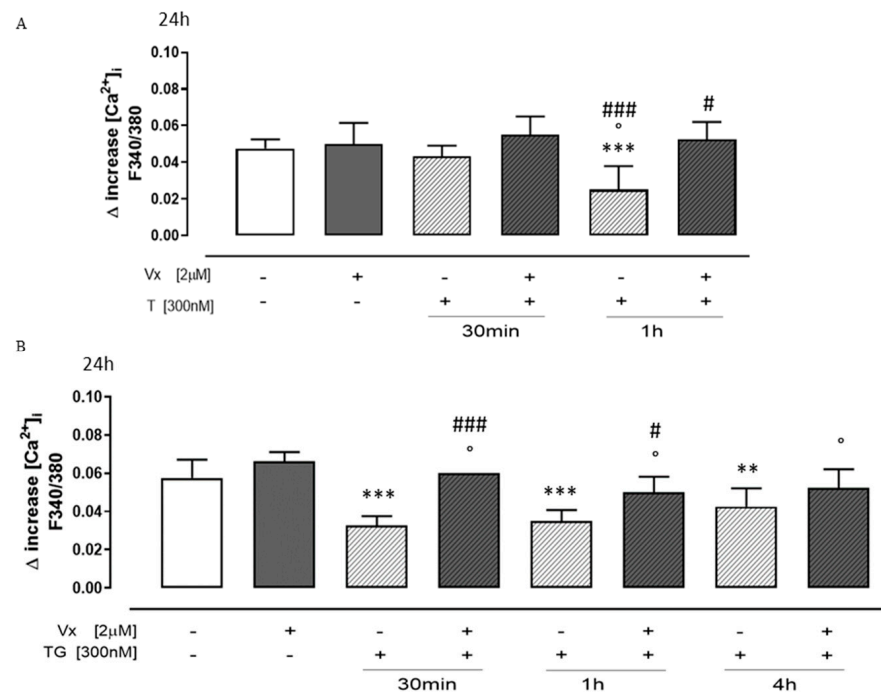 A
24h
Δ increase [Ca²⁺]ᵢ
F340/380
0.10
0.08
0.06
0.04
0.02
0.00
###
°
***
#
Vx [2μM] - + - + - +
T [300nM] - - + + + +
30min 1h
B
24h
Δ increase [Ca²⁺]ᵢ
F340/380
0.10
0.08
0.06
0.04
0.02
0.00
***
###
°
***
#
°
**
°
Vx [2μM] - + - + - + - +
TG [300nM] - - + + + + + +
30min 1h 4h